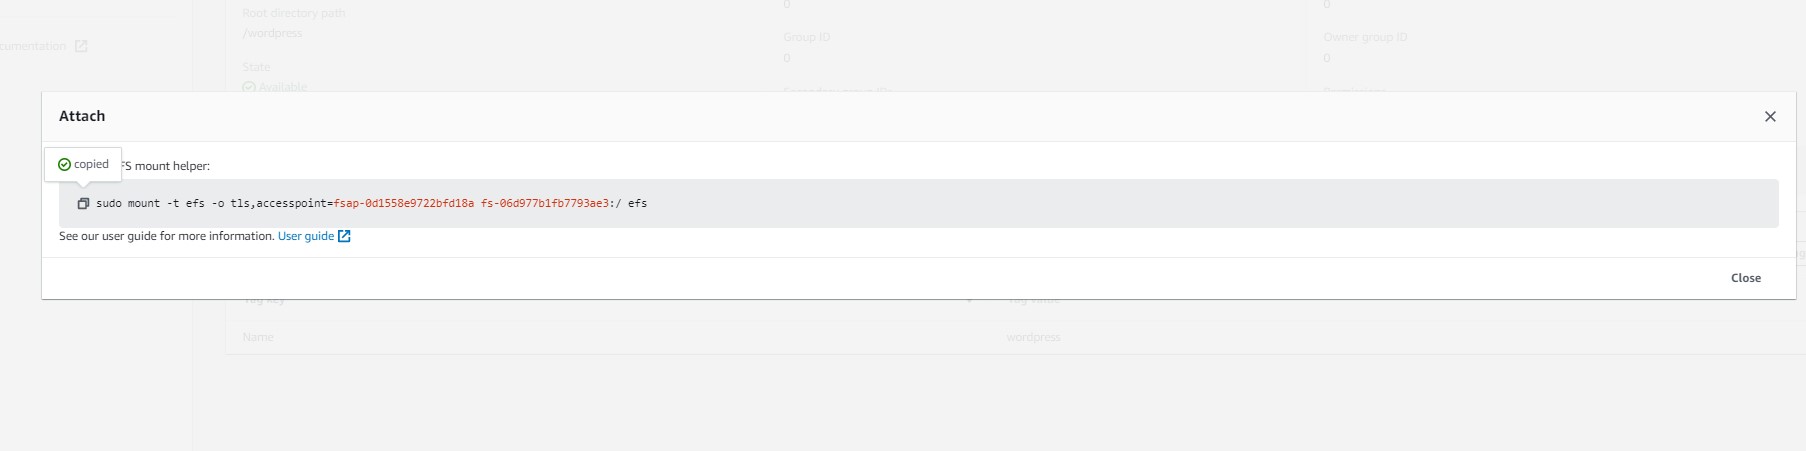 Root directory path
0
0
/wordpress
Group ID
Owner group ID
cumentation
0
0
State
Available
Attach
copied
FS mount helper:
sudo mount -t efs -o tls,accesspoint=fsap-0d1558e9722bfd18a fs-06d977b1fb7793ae3:/ efs
See our user guide for more information. User guide
Close
Tag key
Tag value
Name
wordpress